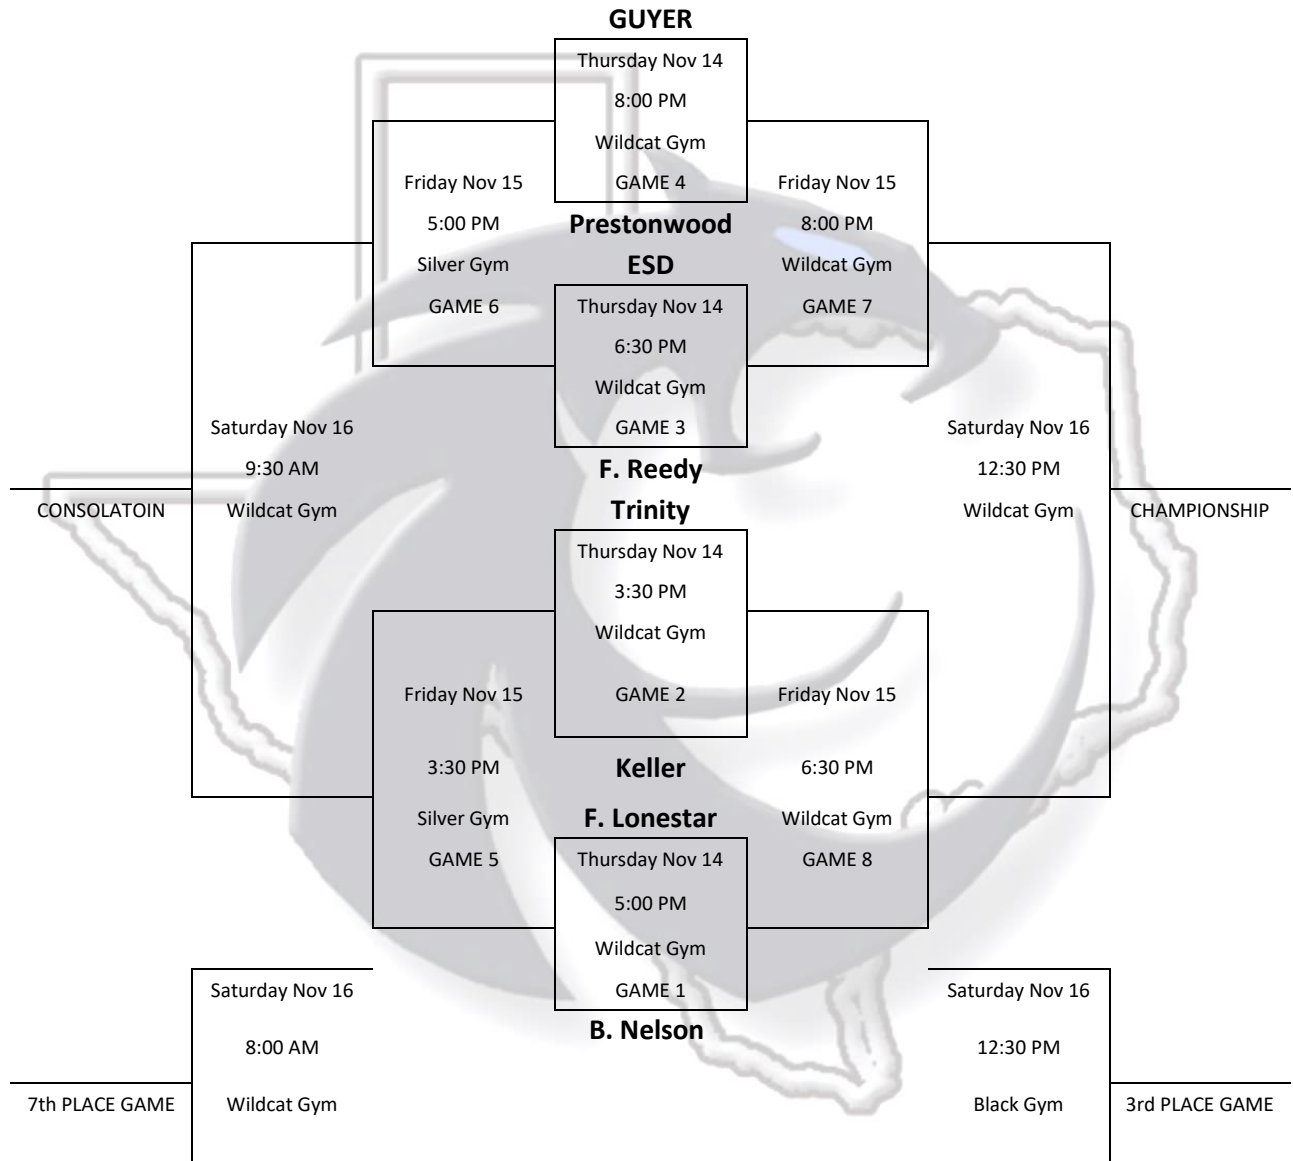 GUYER
Thursday Nov 14
8:00 PM
Wildcat Gym
Friday Nov 15 GAME 4 Friday Nov 15
5:00 PM Prestonwood 8:00 PM
Silver Gym ESD Wildcat Gym
GAME 6 Thursday Nov 14 GAME 7
6:30 PM
Wildcat Gym
Saturday Nov 16 GAME 3 Saturday Nov 16
9:30 AM F. Reedy 12:30 PM
CONSOLATOIN Wildcat Gym Trinity Wildcat Gym CHAMPIONSHIP
Thursday Nov 14
3:30 PM
Wildcat Gym
Friday Nov 15 GAME 2 Friday Nov 15
3:30 PM Keller 6:30 PM
Silver Gym F. Lonestar Wildcat Gym
GAME 5 Thursday Nov 14 GAME 8
5:00 PM
Wildcat Gym
Saturday Nov 16 GAME 1 Saturday Nov 16
B. Nelson
8:00 AM 12:30 PM
7th PLACE GAME Wildcat Gym Black Gym 3rd PLACE GAME